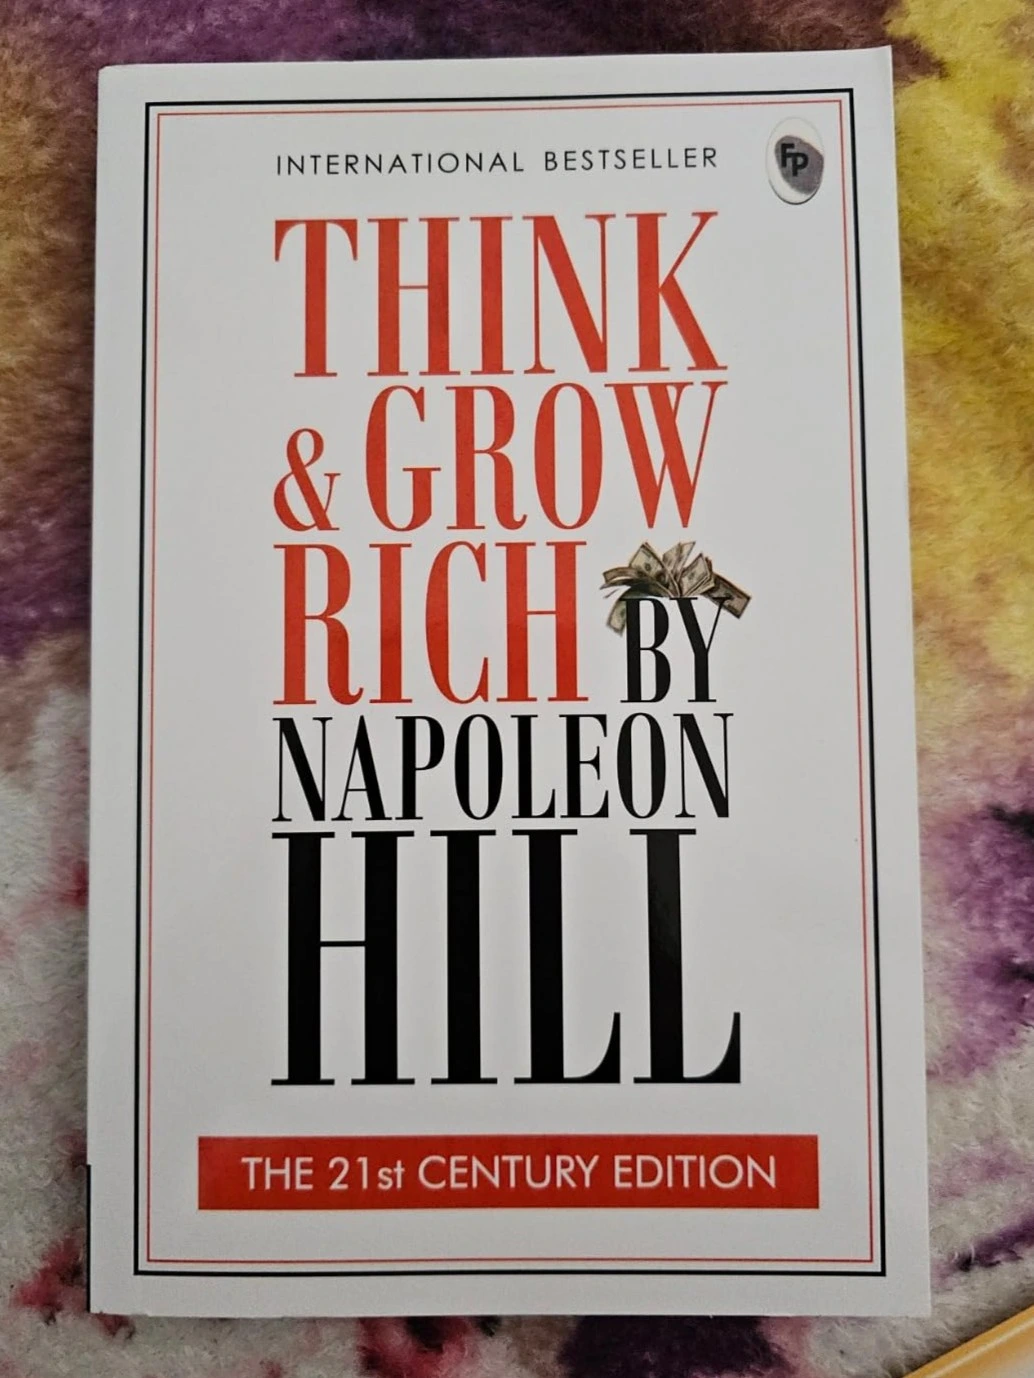 INTERNATIONAL BESTSELLER
FP
THINK
& GROW
RICH BY
NAPOLEON
HILL
THE 21st CENTURY EDITION